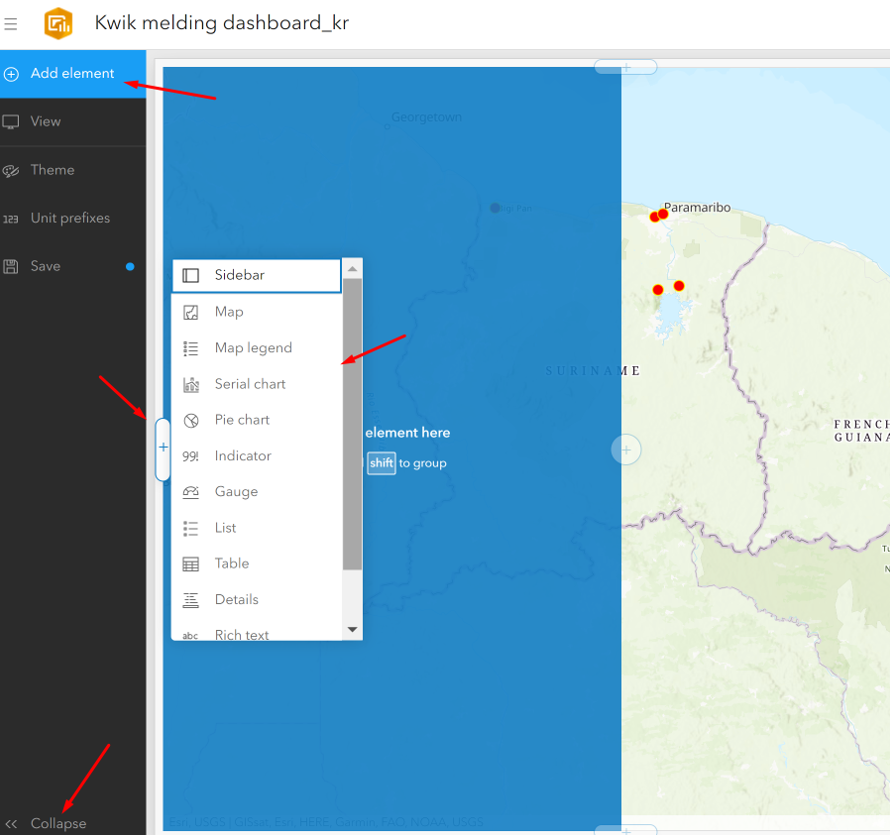 Kwik melding dashboard_kr
Add element
View
Theme
123 Unit prefixes
Save
Georgetown
Paramaribo
Sidebar
Map
Map legend
Serial chart
Pie chart
99! Indicator
Gauge
List
Table
Details
abc Rich text
element here
shift to group
SURINAME
FRENCH
GUIANA
Collapse
Esri, USGS | GISsat, Esri, HERE, Garmin, FAO, NOAA, USGS